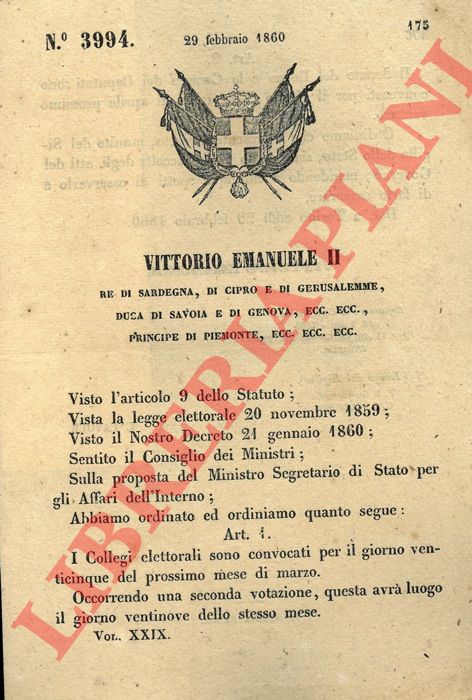 175
N.° 3994.
29 febbraio 1860
VITTORIO EMANUELE II
RE DI SARDEGNA, DI CIPRO E DI GERUSALEMME,
DUCA DI SAVOIA E DI GENOVA, ECC. ECC.,
PRINCIPE DI PIEMONTE, ECC. ECC. ECC.
Visto l'articolo 9 dello Statuto;
Vista la legge elettorale 20 novembre 1859;
Visto il Nostro Decreto 21 gennaio 1860;
Sentito il Consiglio dei Ministri;
Sulla proposta del Ministro Segretario di Stato per
gli Affari dell'Interno;
Abbiamo ordinato ed ordiniamo quanto segue:
Art. 1.
I Collegi elettorali sono convocati per il giorno ven-
ticinque del prossimo mese di marzo.
Occorrendo una seconda votazione, questa avrà luogo
il giorno ventinove dello stesso mese.
VOL. XXIX.
LIBRERIA PIANI